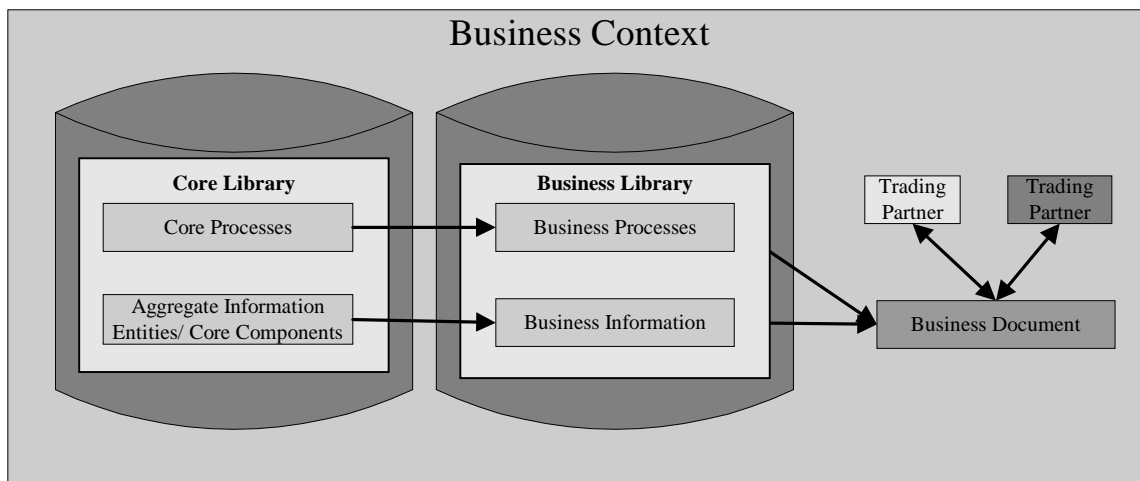 Business Context
Core Library
Core Processes
Aggregate Information
Entities/ Core Components
Business Library
Business Processes
Business Information
Trading
Partner
Trading
Partner
Business Document